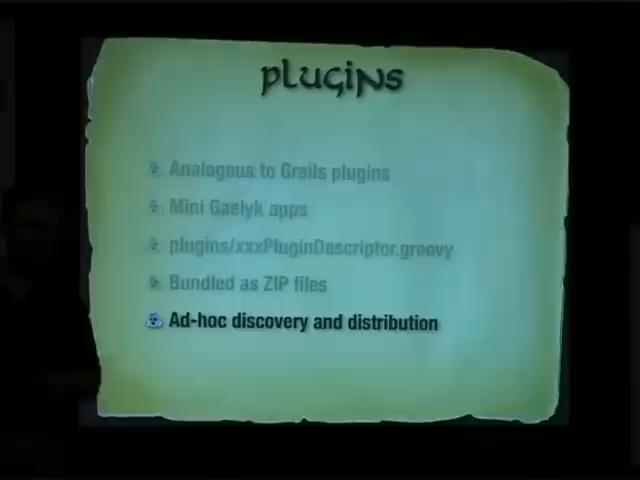 plugins
Analogous to Grails plugins
Mini Gaelyk apps
plugins/xxxPluginDescriptor.groovy
Bundled as ZIP files
Ad-hoc discovery and distribution